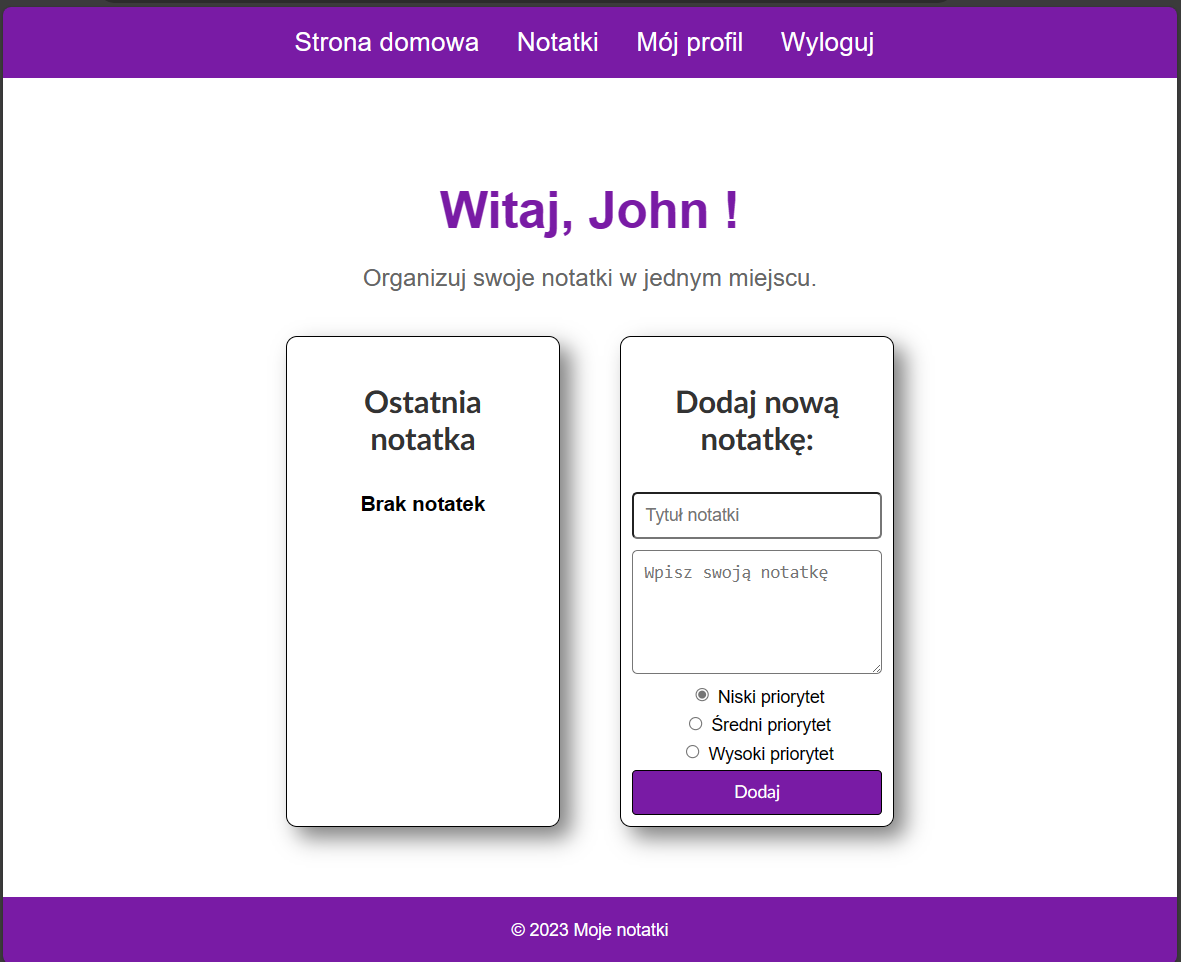 Strona domowa Notatki Mój profil Wyloguj
Witaj, John !
Organizuj swoje notatki w jednym miejscu.
Ostatnia
notatka
Brak notatek
Dodaj nową
notatkę:
Tytuł notatki
Wpisz swoją notatkę
Niski priorytet
Średni priorytet
Wysoki priorytet
Dodaj
© 2023 Moje notatki